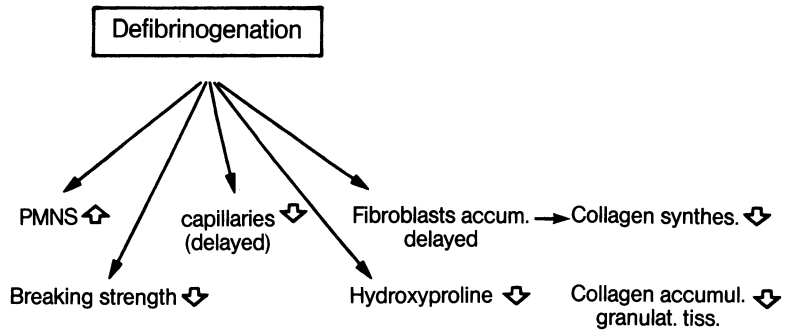 Defibrinogenation
PMNS
capillaries
(delayed)
Fibroblasts accum.
delayed
Collagen synthes.
Breaking strength
Hydroxyproline
Collagen accumul.
granulat. tiss.